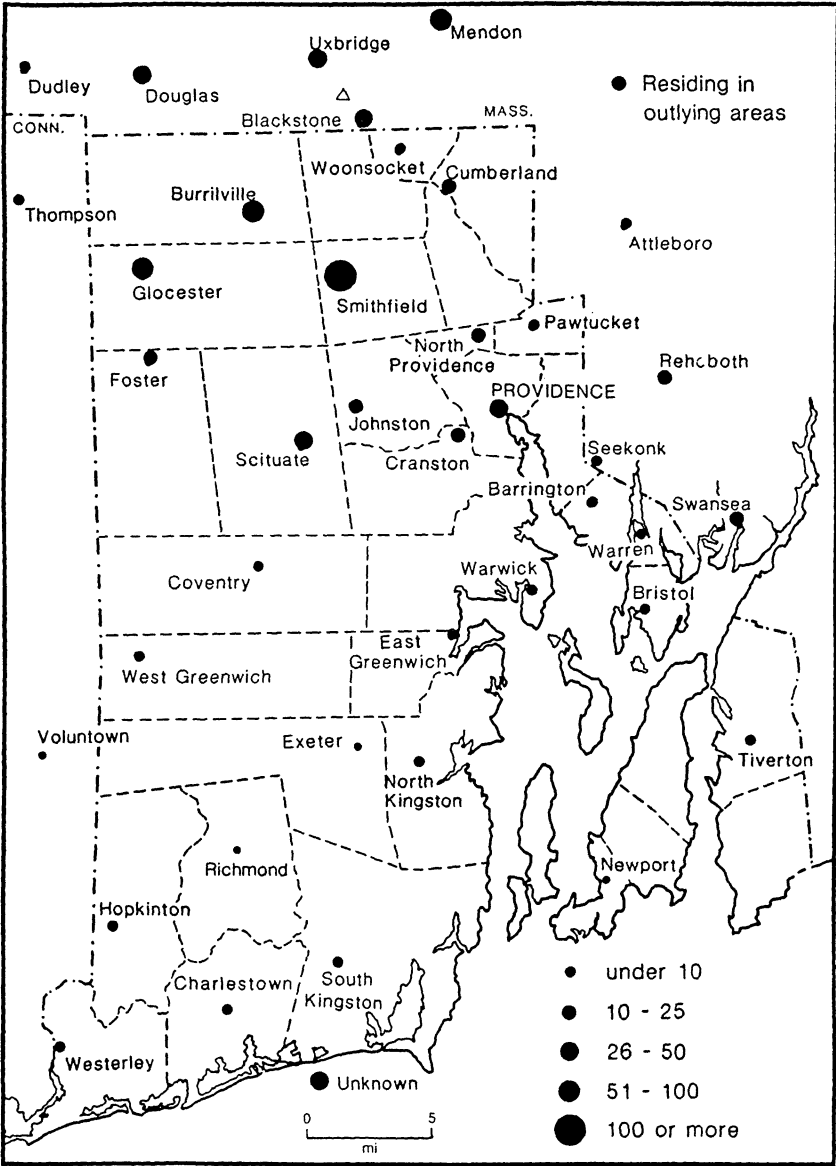 Mendon
Uxbridge
Dudley
Douglas
Residing in
outlying areas
Blackstone
MASS.
CONN.
Woonsocket
Cumberland
Burrilville
Thompson
Attleboro
Glocester
Smithfield
Pawtucket
North
Providence
Foster
Rehoboth
PROVIDENCE
Johnston
Scituate
Cranston
Seekonk
Barrington
Swansea
Warren
Coventry
Warwick
Bristol
East
Greenwich
West Greenwich
Voluntown
Exeter
Tiverton
North
Kingston
Richmond
Newport
Hopkinton
Charlestown
South
Kingston
Westerley
Unknown
under 10
10 - 25
26 - 50
51 - 100
100 or more
0 5
mi